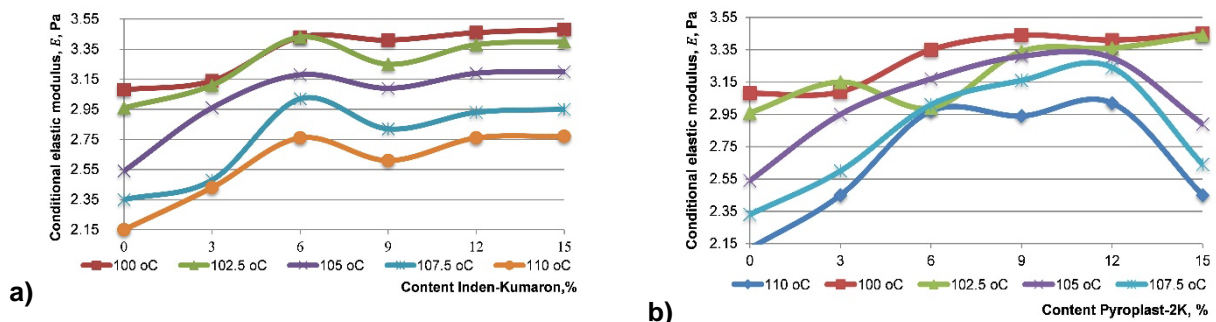 Conditional elastic modulus, E, Pa
3.55
3.35
3.15
2.95
2.75
2.55
2.35
2.15
0
3
6
9
12
15
100 oC
102.5 oC
105 oC
107.5 oC
110 oC
Content Inden-Kumaron,%
a)
Conditional elastic modulus, E, Pa
3.55
3.35
3.15
2.95
2.75
2.55
2.35
2.15
0
3
6
9
12
15
110 oC
100 oC
102.5 oC
105 oC
107.5 oC
Content Pyroplast-2K, %
b)